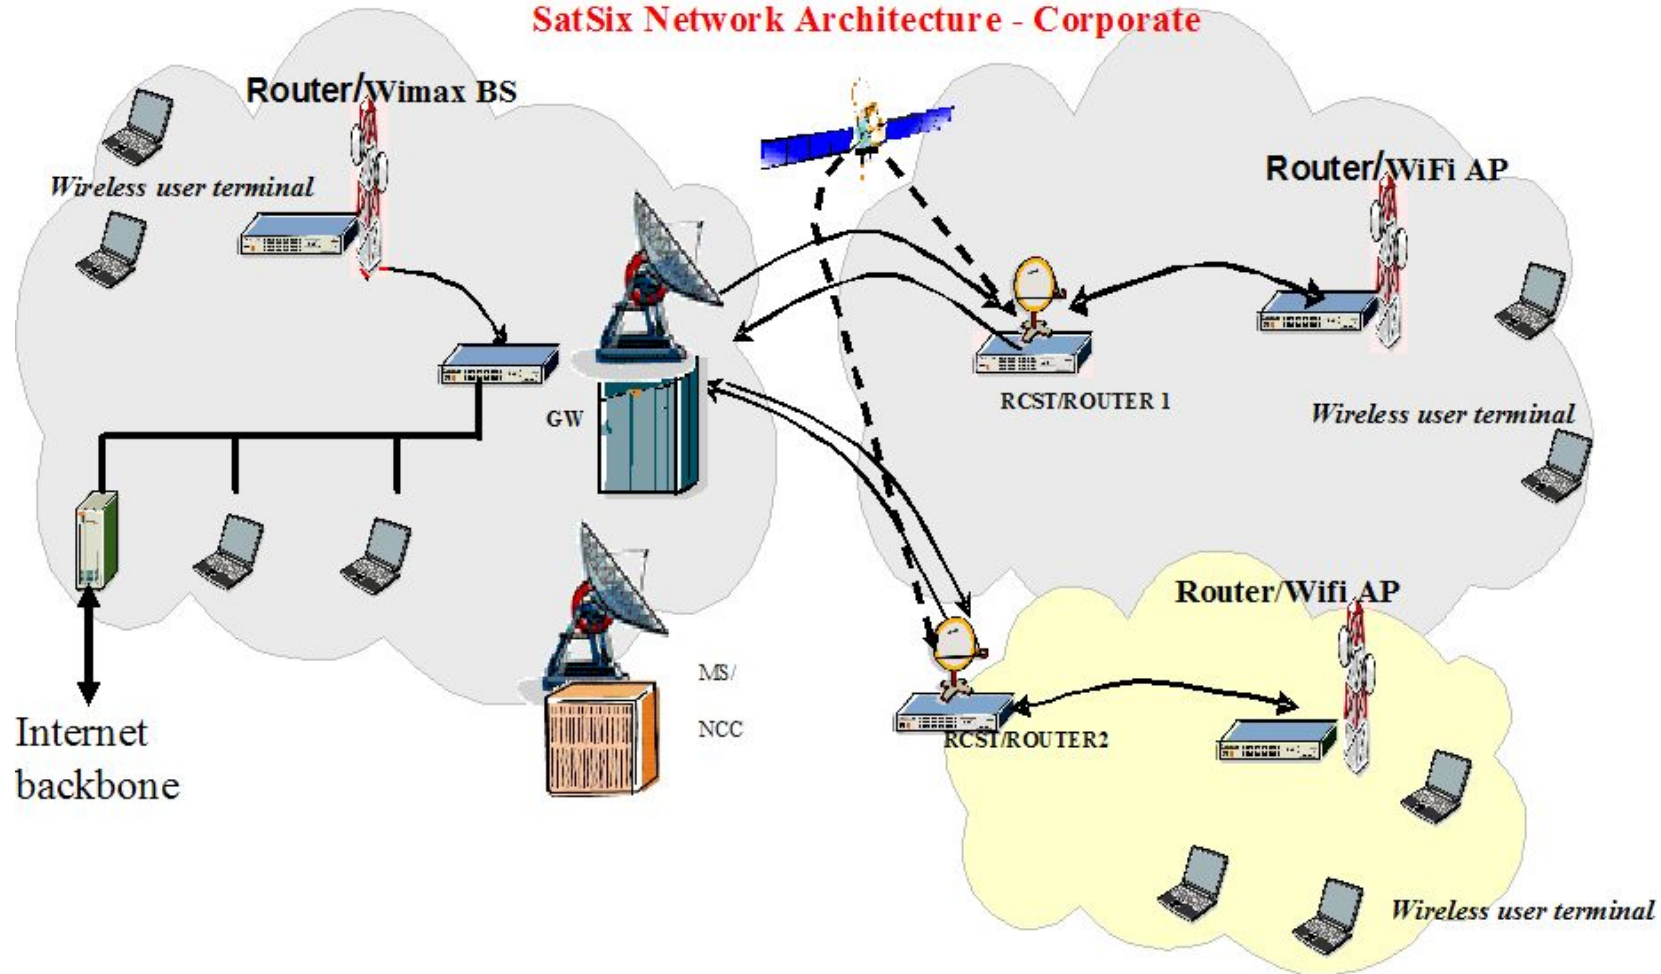 SatSix Network Architecture - Corporate
Router/Wimax BS
Wireless user terminal
Router/WiFi AP
RCST/ROUTER 1
GW
Wireless user terminal
Router/Wifi AP
MS/
NCC
RCST/ROUTER2
Internet
backbone
Wireless user terminal